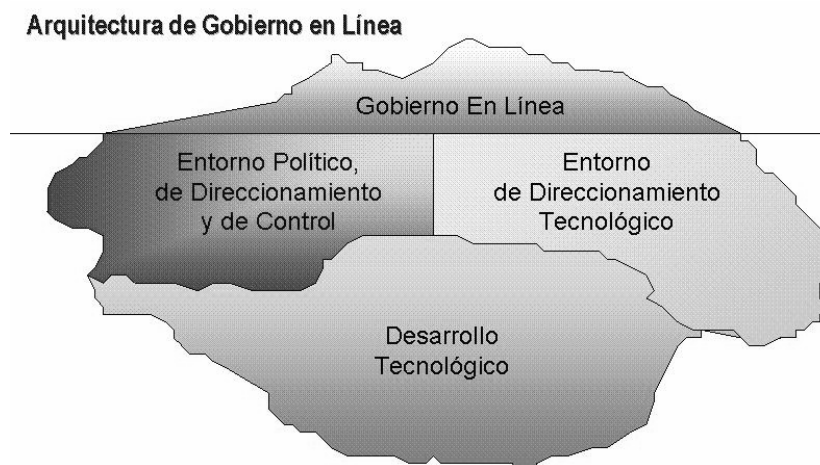 Arquitectura de Gobierno en Línea
Gobierno En Línea
Entorno Político,
de Direccionamiento
y de Control
Entorno
de Direccionamiento
Tecnológico
Desarrollo
Tecnológico